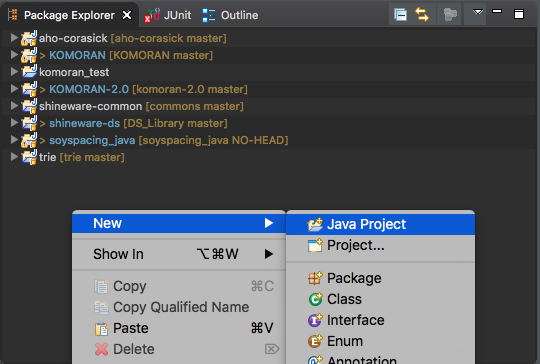 Package Explorer JUnit Outline
aho-corasick [aho-corasick master]
> KOMORAN [KOMORAN master]
komoran_test
> KOMORAN-2.0 [komoran-2.0 master]
shineware-common [commons master]
> shineware-ds [DS_Library master]
> soyspacing_java [soyspacing_java NO-HEAD]
trie [trie master]
New
Show In ⌥⌘W
Copy ⌘C
Copy Qualified Name
Paste ⌘V
Delete ⌦
Java Project
Project...
Package
Class
Interface
Enum
Annotation